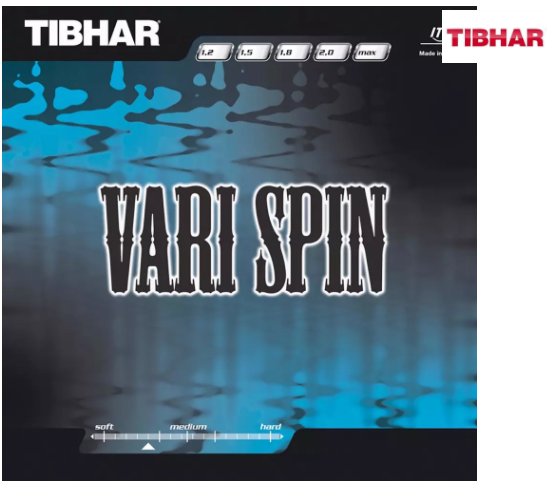 TIBHAR
1.2 1.5 1.8 2.0 max
TIBHAR
Made in
VARI SPIN
soft medium hard